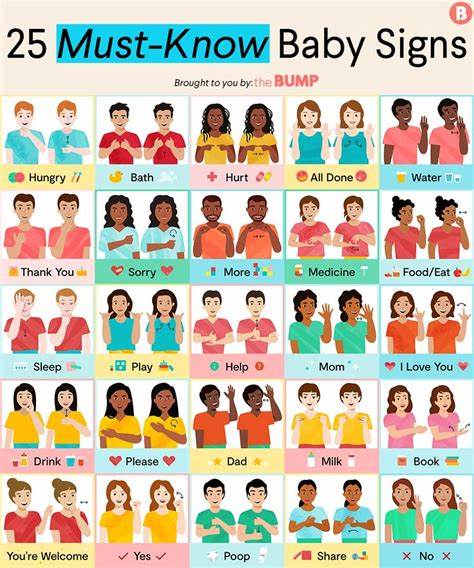 B
25 Must-Know Baby Signs
Brought to you by: the BUMP
Hungry
Bath
Hurt
All Done
Water
Thank You
Sorry
More
Medicine
Food/Eat
Sleep
Play
Help
Mom
I Love You
Drink
Please
Dad
Milk
Book
You're Welcome
Yes
Poop
Share
No